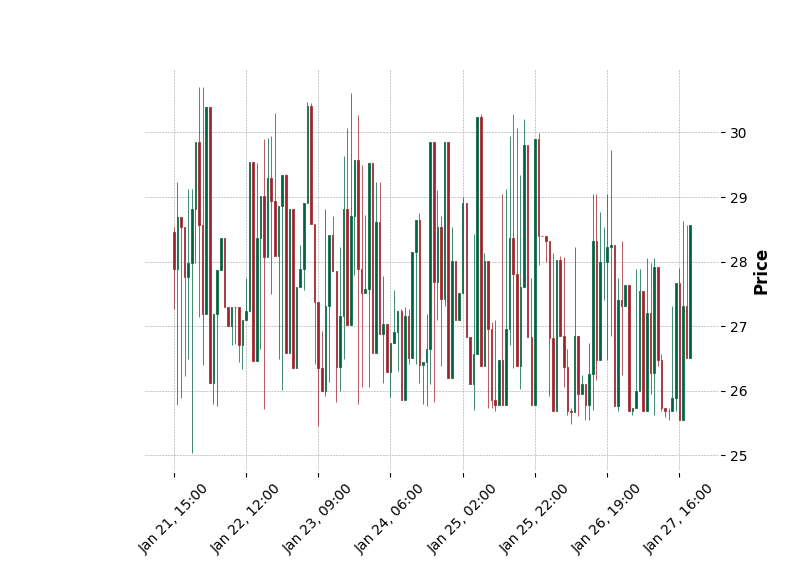 30
29
28
27
26
25
Price
Jan 21, 15:00
Jan 22, 12:00
Jan 23, 09:00
Jan 24, 06:00
Jan 25, 02:00
Jan 25, 22:00
Jan 26, 19:00
Jan 27, 16:00